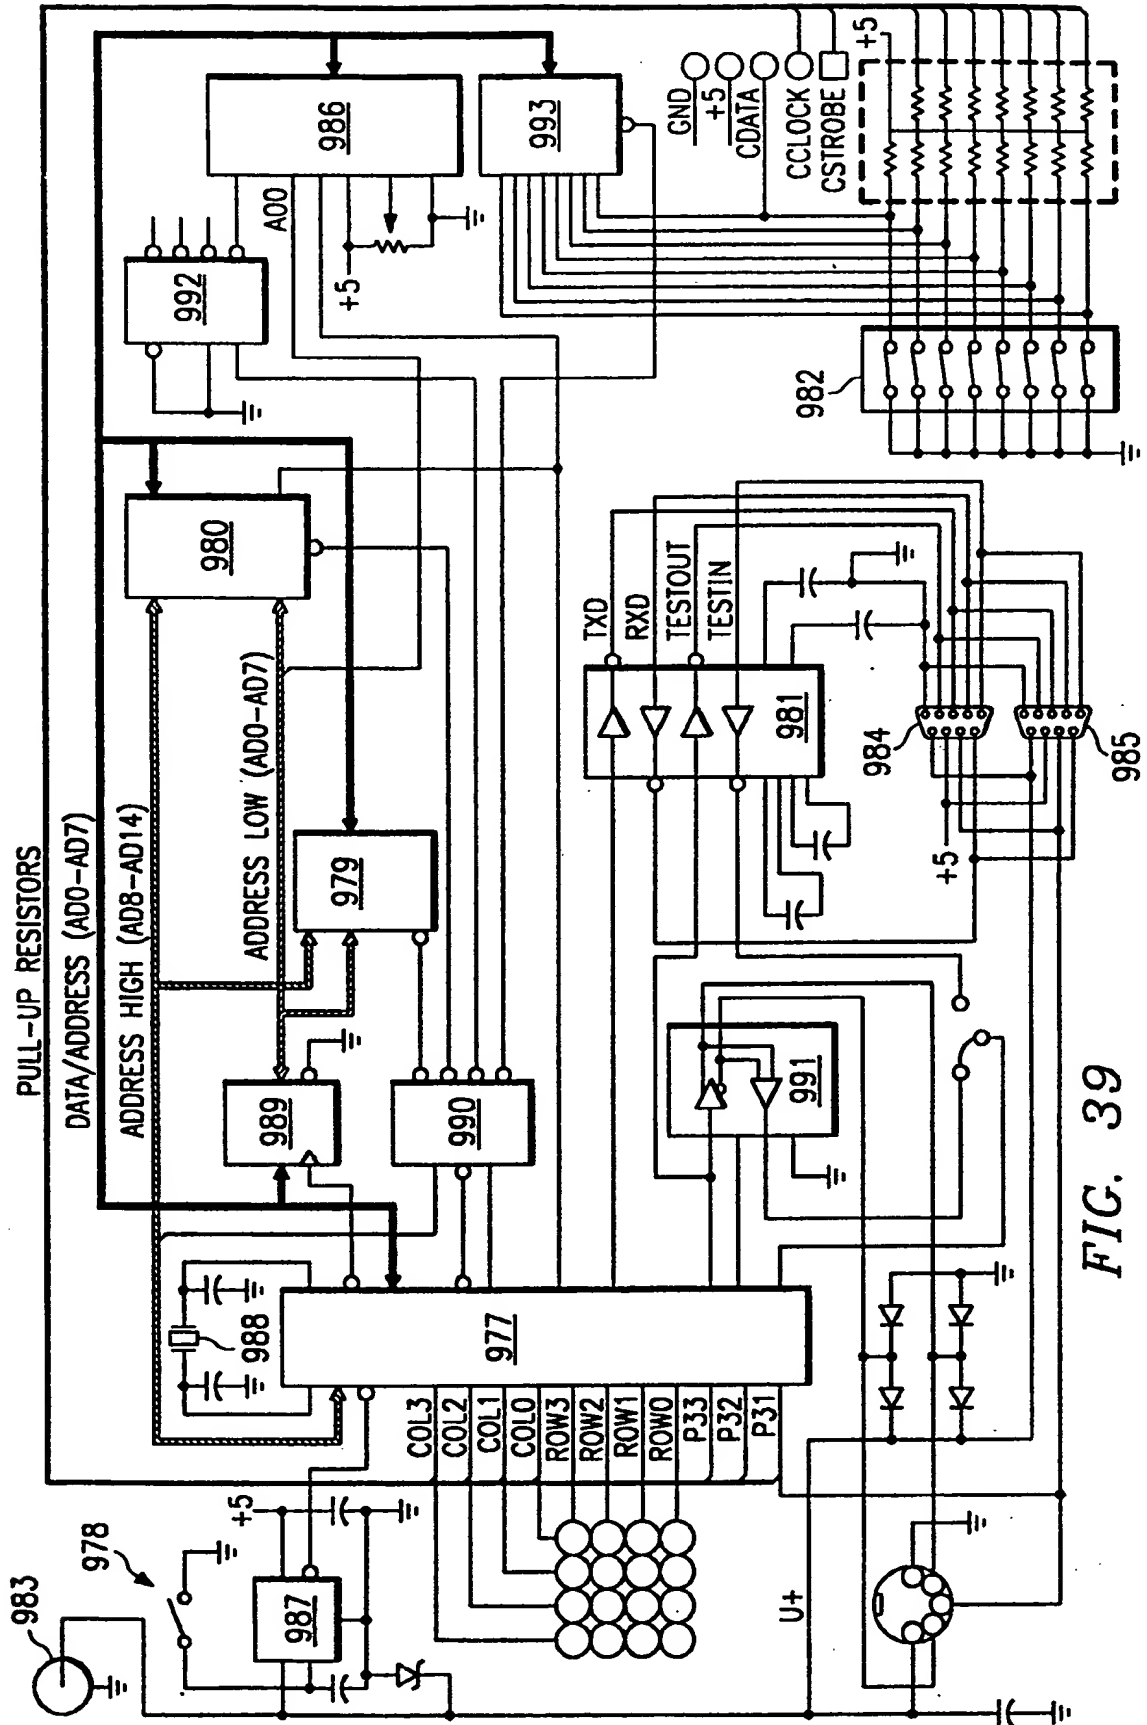 PULL-UP RESISTORS
DATA/ADDRESS (AD0-AD7)
ADDRESS HIGH (AD8-AD14)
ADDRESS LOW (AD0-AD7)
983
978
+5
987
988
977
COL3
COL2
COL1
COL0
ROW3
ROW2
ROW1
ROW0
P33
P32
P31
U+
989
990
979
980
992
986
A00
+5
993
991
981
TXD
RXD
TESTOUT
TESTIN
984
985
+5
982
GND
+5
CDATA
CCLOCK
CSTROBE
+5
FIG. 39